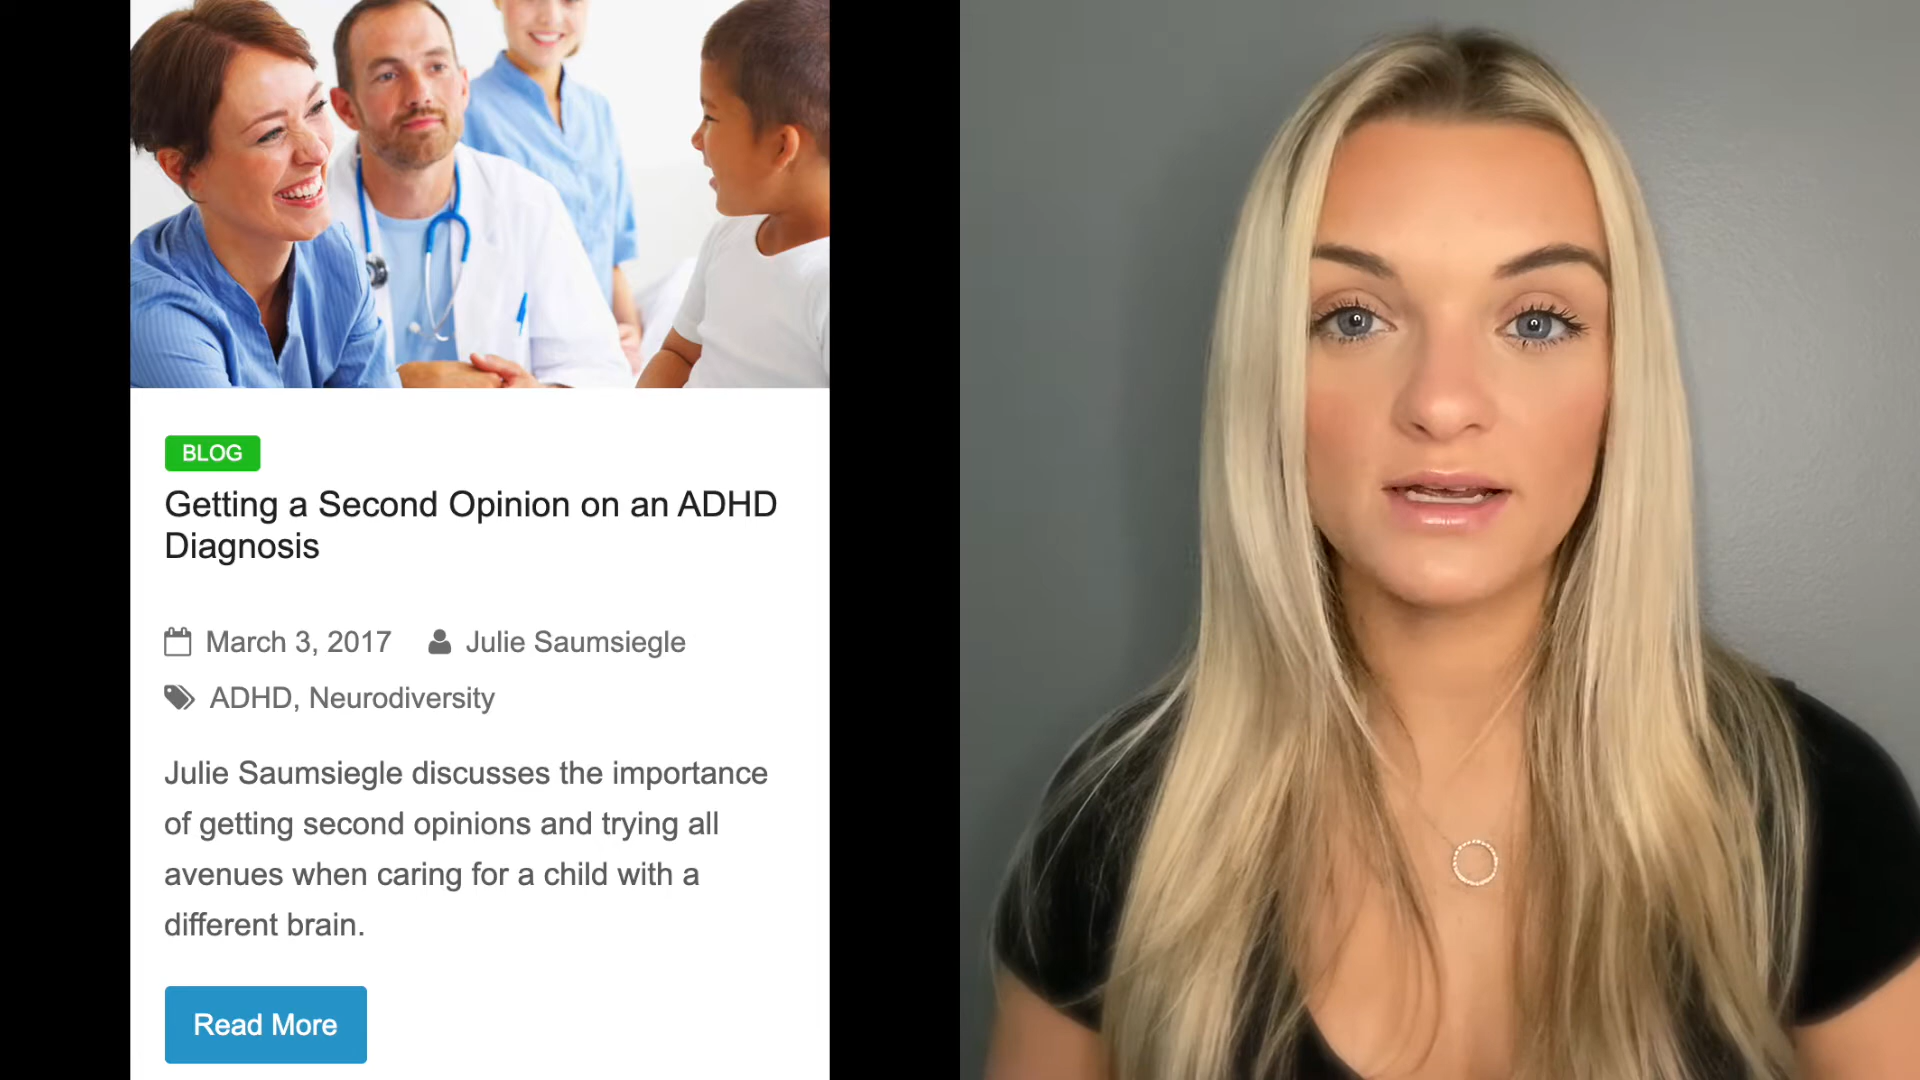 BLOG
Getting a Second Opinion on an ADHD
Diagnosis
March 3, 2017 Julie Saumsiegle
ADHD, Neurodiversity
Julie Saumsiegle discusses the importance
of getting second opinions and trying all
avenues when caring for a child with a
different brain.
Read More